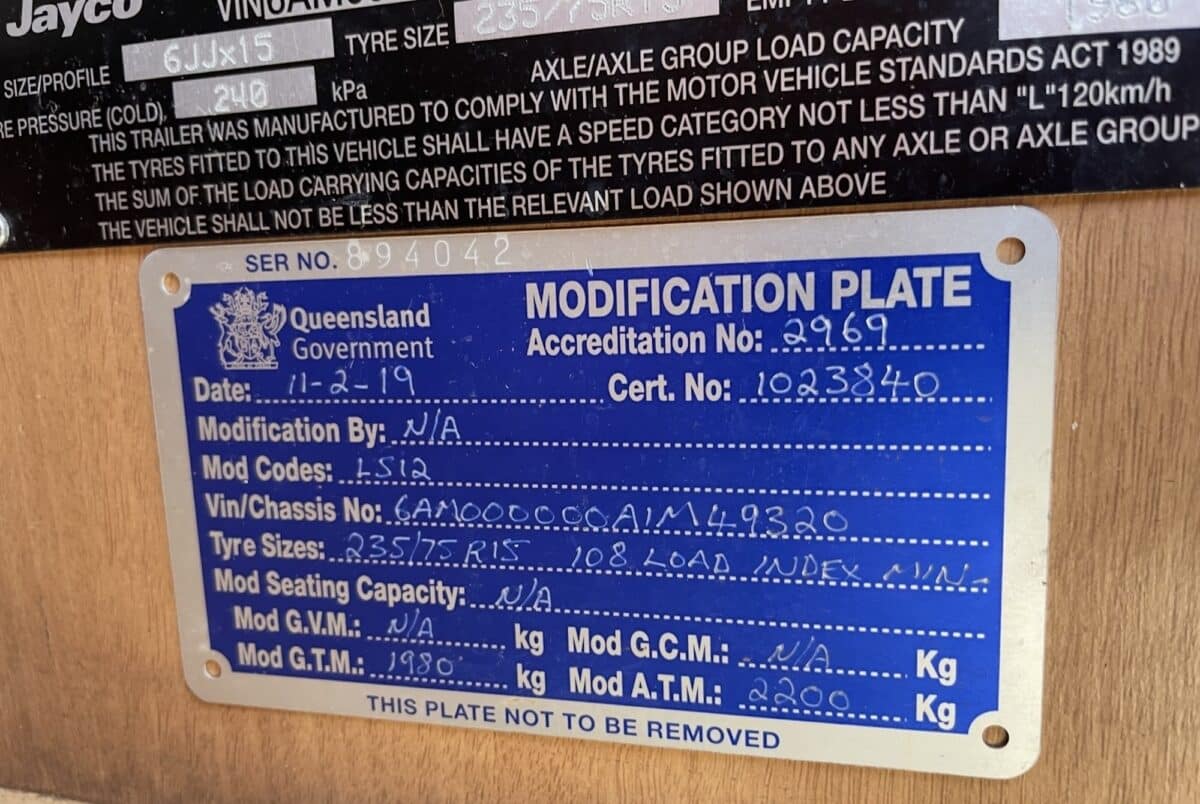 Jayco
VIN
TYRE SIZE 235/75R15
SIZE/PROFILE 6JJx15
AXLE/AXLE GROUP LOAD CAPACITY
PRESSURE (COLD), 240 kPa
THIS TRAILER WAS MANUFACTURED TO COMPLY WITH THE MOTOR VEHICLE STANDARDS ACT 1989
THE TYRES FITTED TO THIS VEHICLE SHALL HAVE A SPEED CATEGORY NOT LESS THAN "L"120km/h
THE SUM OF THE LOAD CARRYING CAPACITIES OF THE TYRES FITTED TO ANY AXLE OR AXLE GROUP
THE VEHICLE SHALL NOT BE LESS THAN THE RELEVANT LOAD SHOWN ABOVE
SER NO. 894042
Queensland
Government
MODIFICATION PLATE
Accreditation No: 2969
Date: 11-2-19 Cert. No: 1023840
Modification By: N/A
Mod Codes: LS12
Vin/Chassis No: 6AM000000A1M49320
Tyre Sizes: 235/75 R15 108 LOAD INDEX MIN.
Mod Seating Capacity: N/A
Mod G.V.M.: N/A kg Mod G.C.M.: N/A Kg
Mod G.T.M.: 1980 kg Mod A.T.M.: 2200 Kg
THIS PLATE NOT TO BE REMOVED